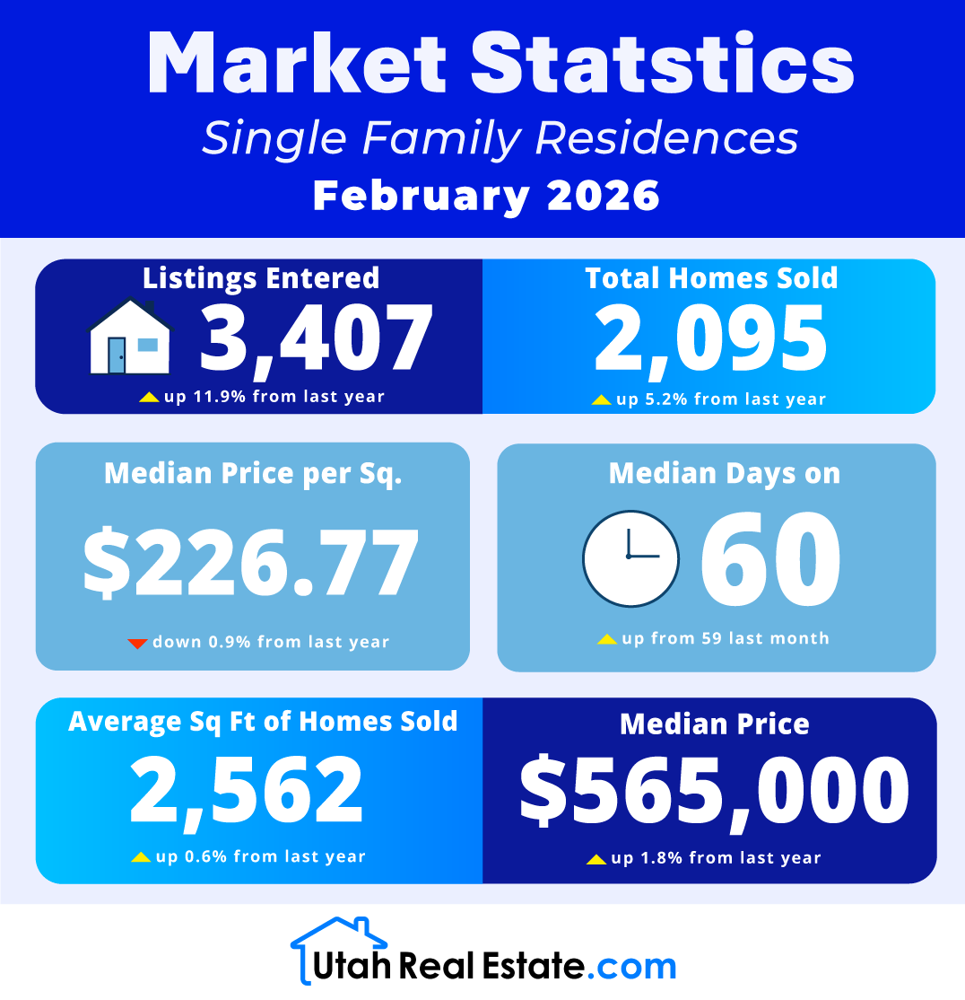 Market Statstics
Single Family Residences
February 2026
Listings Entered
3,407
up 11.9% from last year
Total Homes Sold
2,095
up 5.2% from last year
Median Price per Sq.
$226.77
down 0.9% from last year
Median Days on
60
up from 59 last month
Average Sq Ft of Homes Sold
2,562
up 0.6% from last year
Median Price
$565,000
up 1.8% from last year
Utah Real Estate.com